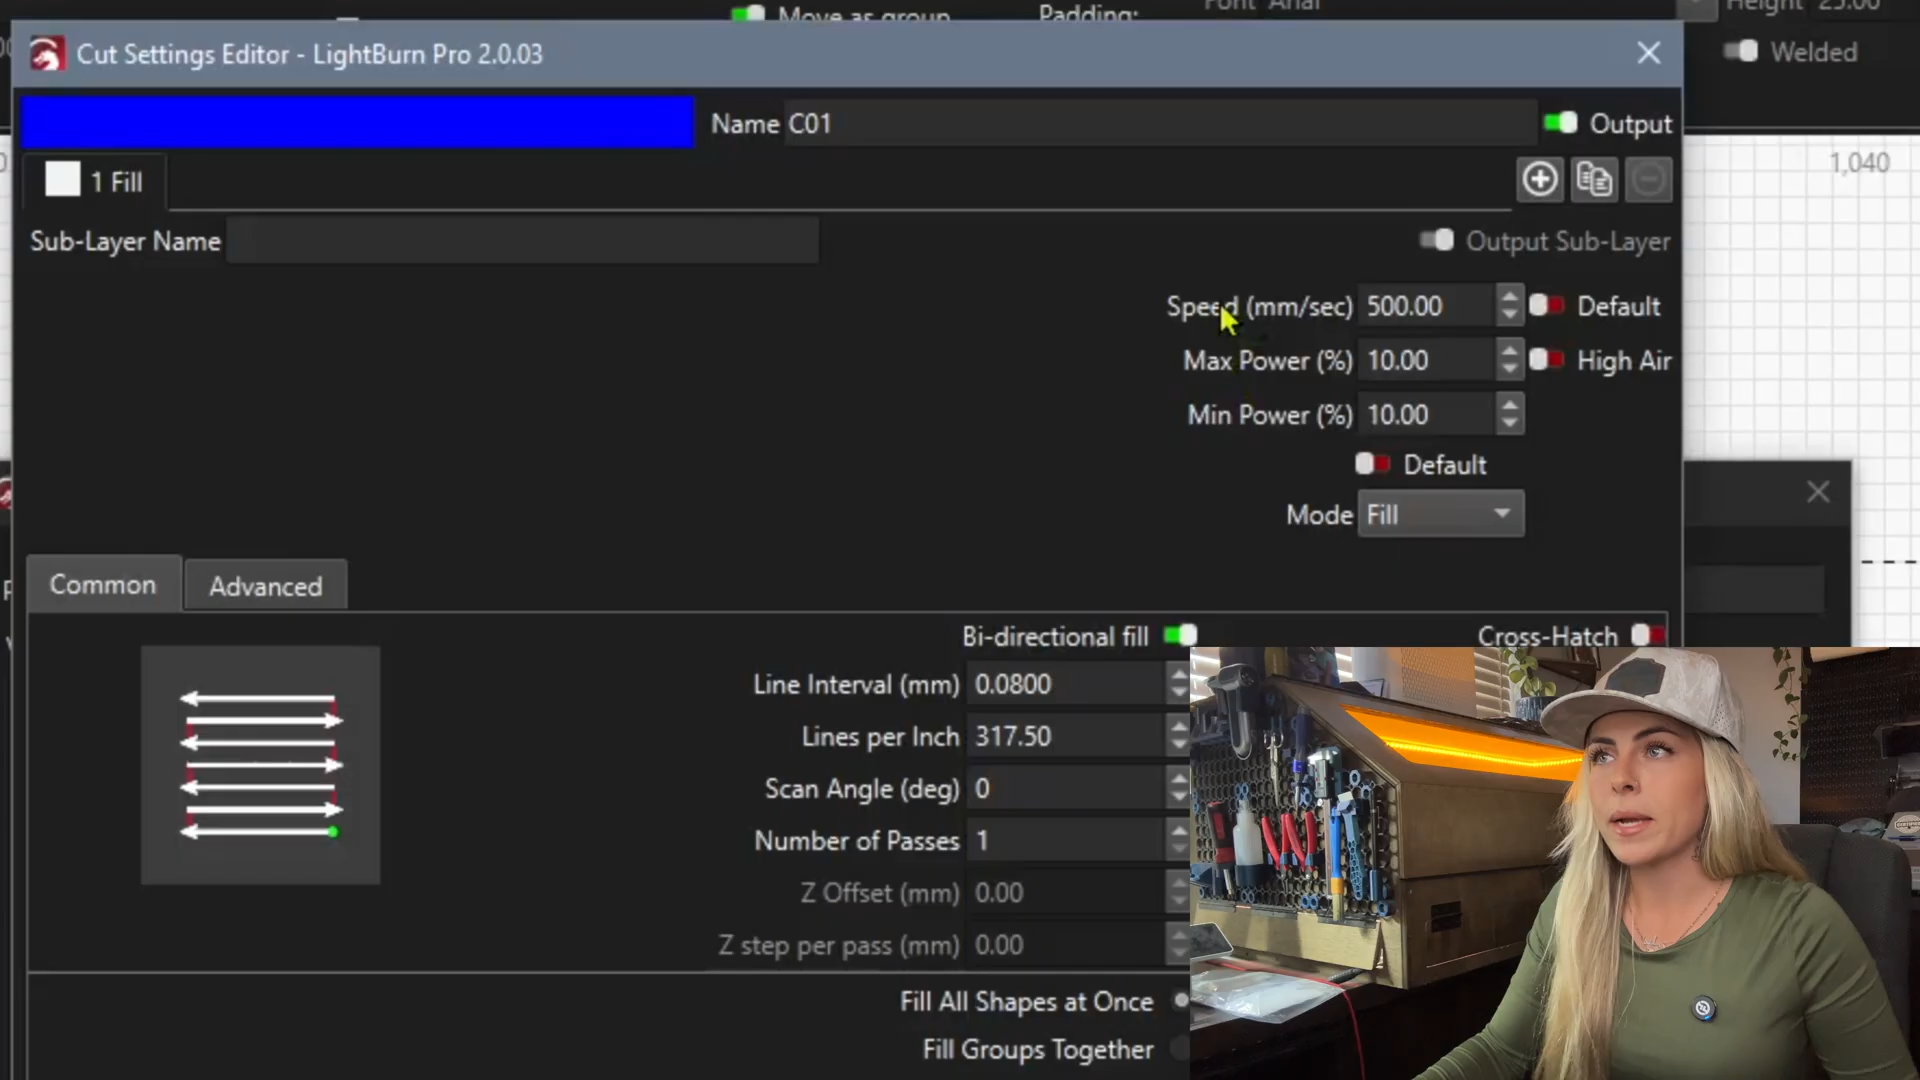 Move as group
Padding:
Font Arial
Height 25.00
Cut Settings Editor - LightBurn Pro 2.0.03
Welded
Name C01
Output
1,040
1 Fill
Sub-Layer Name
Output Sub-Layer
Speed (mm/sec) 500.00
Default
Max Power (%) 10.00
High Air
Min Power (%) 10.00
Default
Mode Fill
Common
Advanced
Bi-directional fill
Cross-Hatch
Line Interval (mm) 0.0800
Lines per Inch 317.50
Scan Angle (deg) 0
Number of Passes 1
Z Offset (mm) 0.00
Z step per pass (mm) 0.00
Fill All Shapes at Once
Fill Groups Together